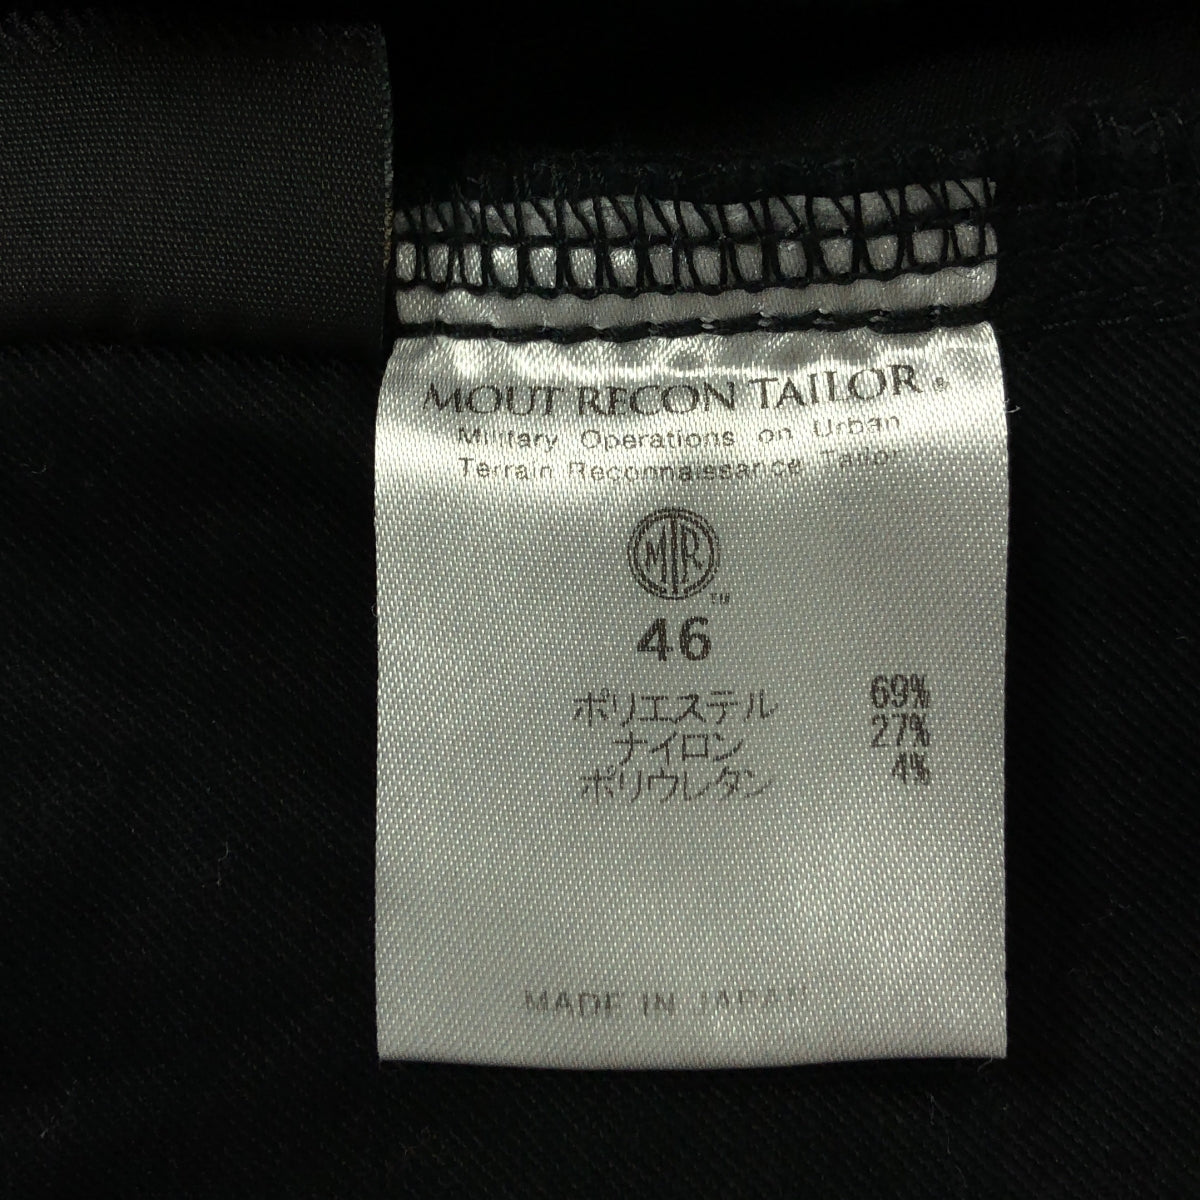 MOUT RECON TAILOR®
Military Operations on Urban
Terrain Reconnaissance Tailor
MTR™
46
ポリエステル 69%
ナイロン 27%
ポリウレタン 4%
MADE IN JAPAN